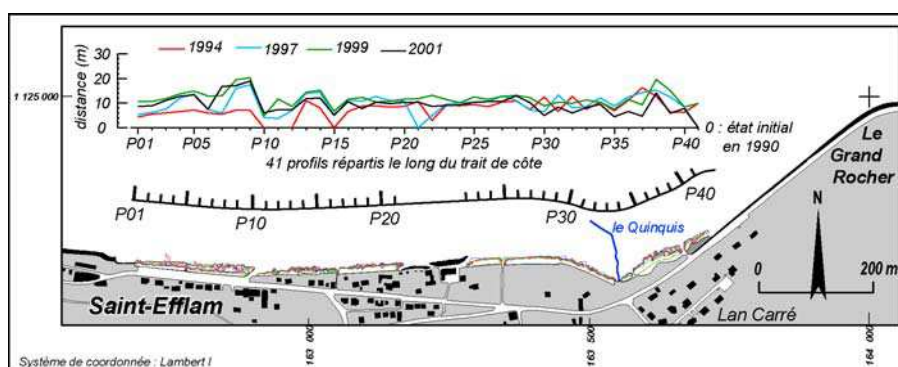 1994 1997 1999 2001
distance (m)
30
20
10
0
P01 P05 P10 P15 P20 P25 P30 P35 P40
0 : état initial
en 1990
41 profils répartis le long du trait de côte
1 125 000
Le
Grand
Rocher
P01 P10 P20 P30 P40
N
le Quinquis
0 200 m
Saint-Efflam
Lan Carré
163 000
163 500
164 000
Système de coordonnée : Lambert I